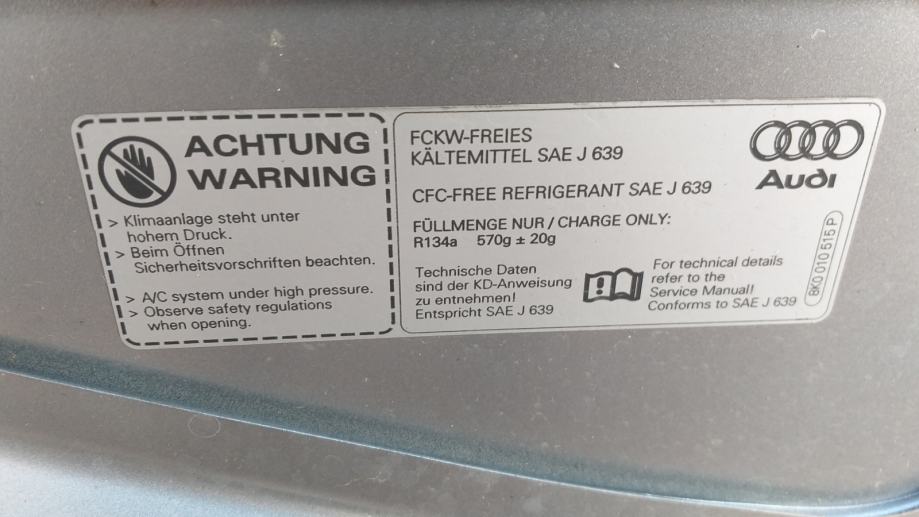 ACHTUNG
WARNING
> Klimaanlage steht unter
hohem Druck.
> Beim Öffnen
Sicherheitsvorschriften beachten.
> A/C system under high pressure.
> Observe safety regulations
when opening.
FCKW-FREIES
KÄLTEMITTEL SAE J 639
CFC-FREE REFRIGERANT SAE J 639
FÜLLMENGE NUR / CHARGE ONLY:
R134a 570g ± 20g
Technische Daten
sind der KD-Anweisung
zu entnehmen!
Entspricht SAE J 639
For technical details
refer to the
Service Manual!
Conforms to SAE J 639
Audi
8K0 010 515 P